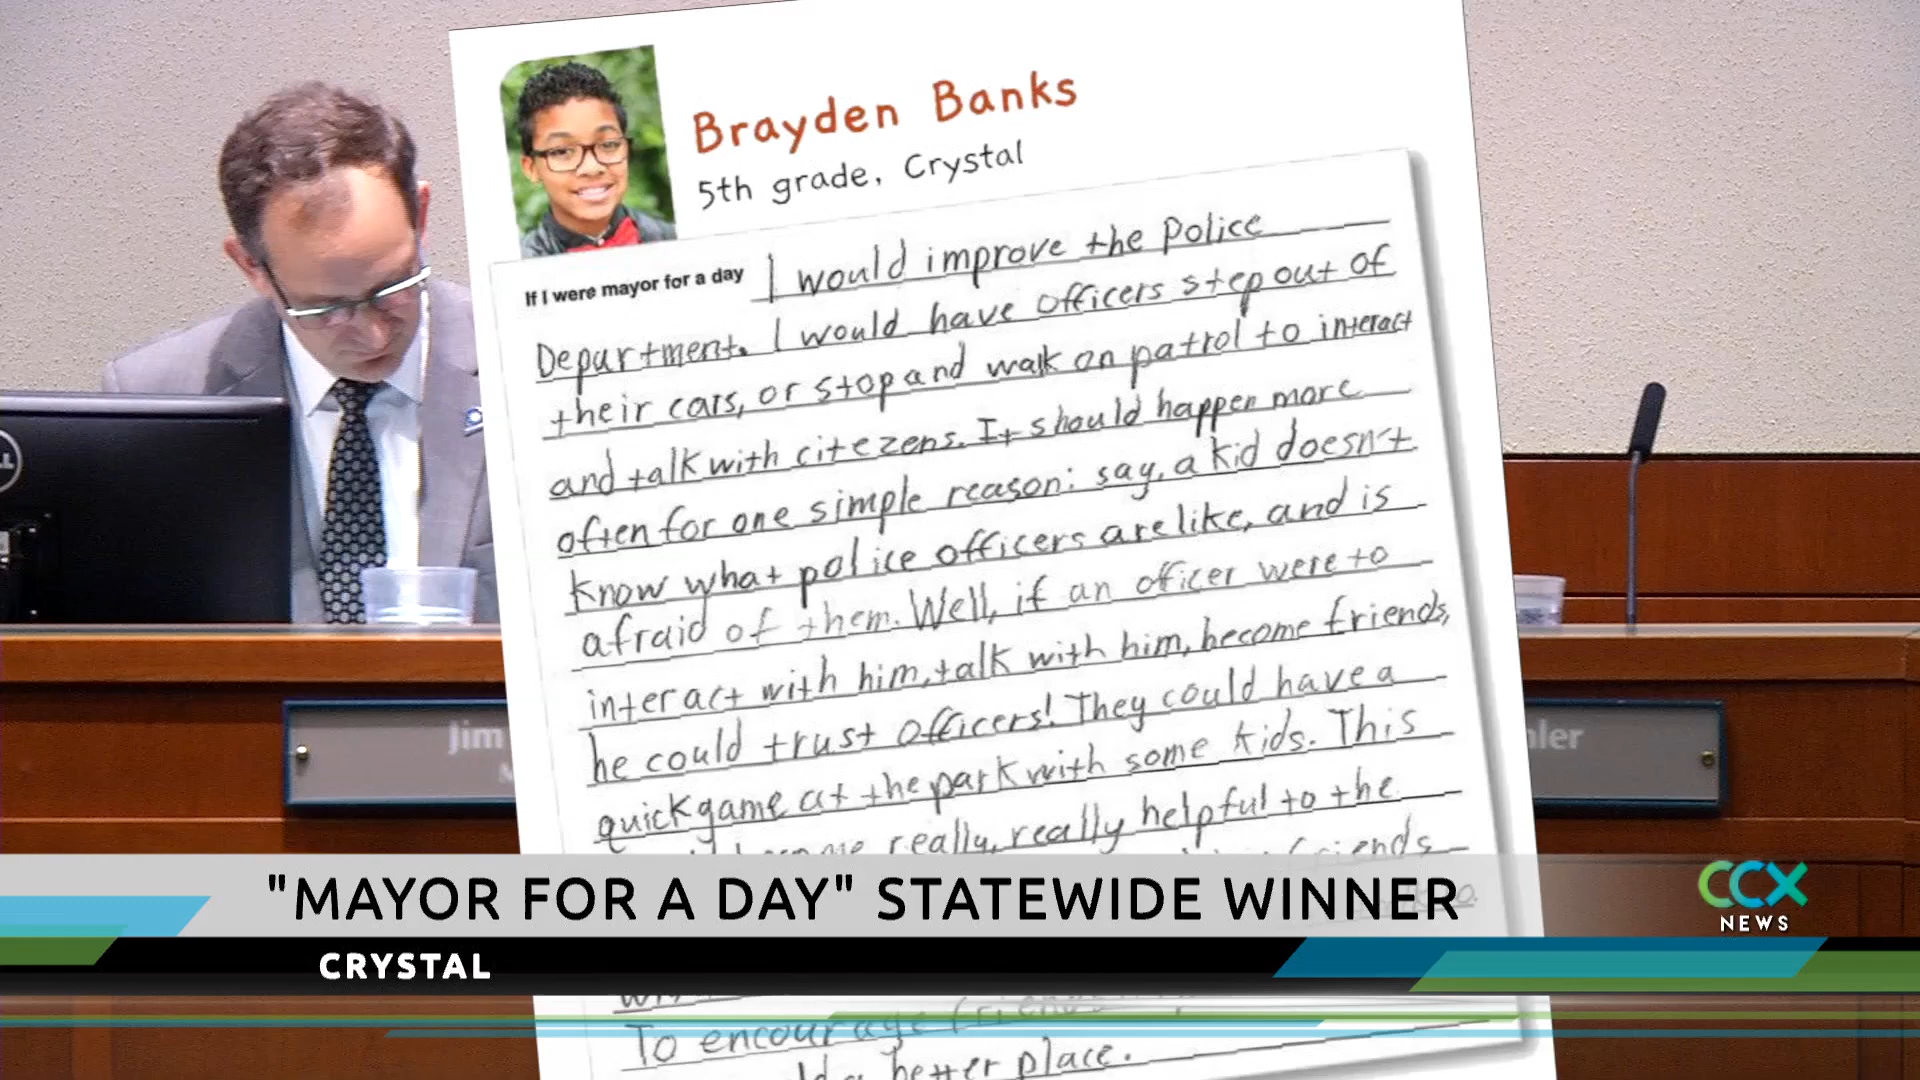 Brayden Banks
5th grade, Crystal
If I were mayor for a day I would improve the police
Department. I would have officers step out of
their cars, or stop and walk on patrol to interact
and talk with citezens. It should happen more
often for one simple reason: say, a kid doesn't
know what police officers are like, and is
afraid of them. Well, if an officer were to
interact with him, talk with him, become friends,
he could trust officers! They could have a
quick game at the park with some kids. This
really, really helpful to the
friends
To encourage
better place.
Jim
"MAYOR FOR A DAY" STATEWIDE WINNER
CRYSTAL
CCX
NEWS